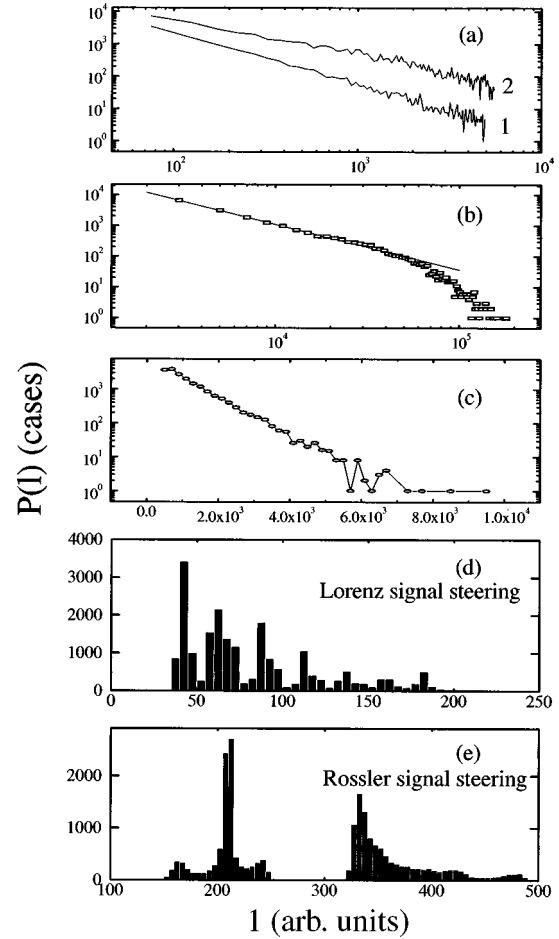 10⁴
10³
10²
10¹
10⁰
(a)
2
1
10² 10³ 10⁴
10⁴
10³
10²
10¹
10⁰
(b)
10⁴ 10⁵
P(l) (cases)
10³
10²
10¹
10⁰
(c)
0.0 2.0x10³ 4.0x10³ 6.0x10³ 8.0x10³ 1.0x10⁴
4000
3000
2000
1000
0
(d)
Lorenz signal steering
50 100 150 200 250
2000
1000
0
(e)
Rossler signal steering
100 200 300 400 500
l (arb. units)